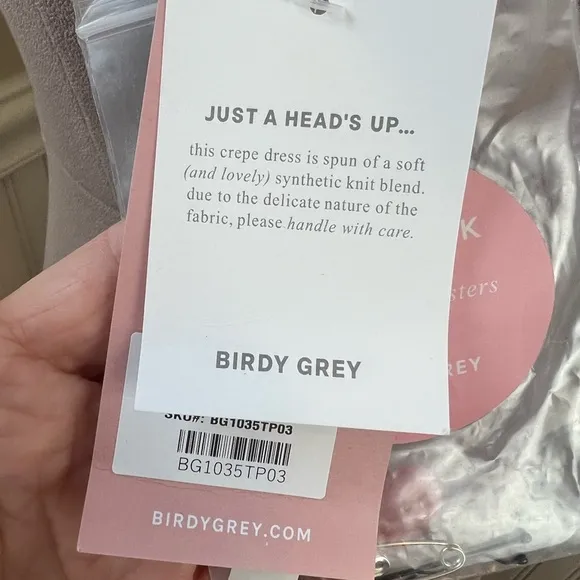 JUST A HEAD'S UP...
this crepe dress is spun of a soft
(and lovely) synthetic knit blend.
due to the delicate nature of the
fabric, please handle with care.
BIRDY GREY
SKU#: BG1035TP03
BG1035TP03
BIRDYGREY.COM